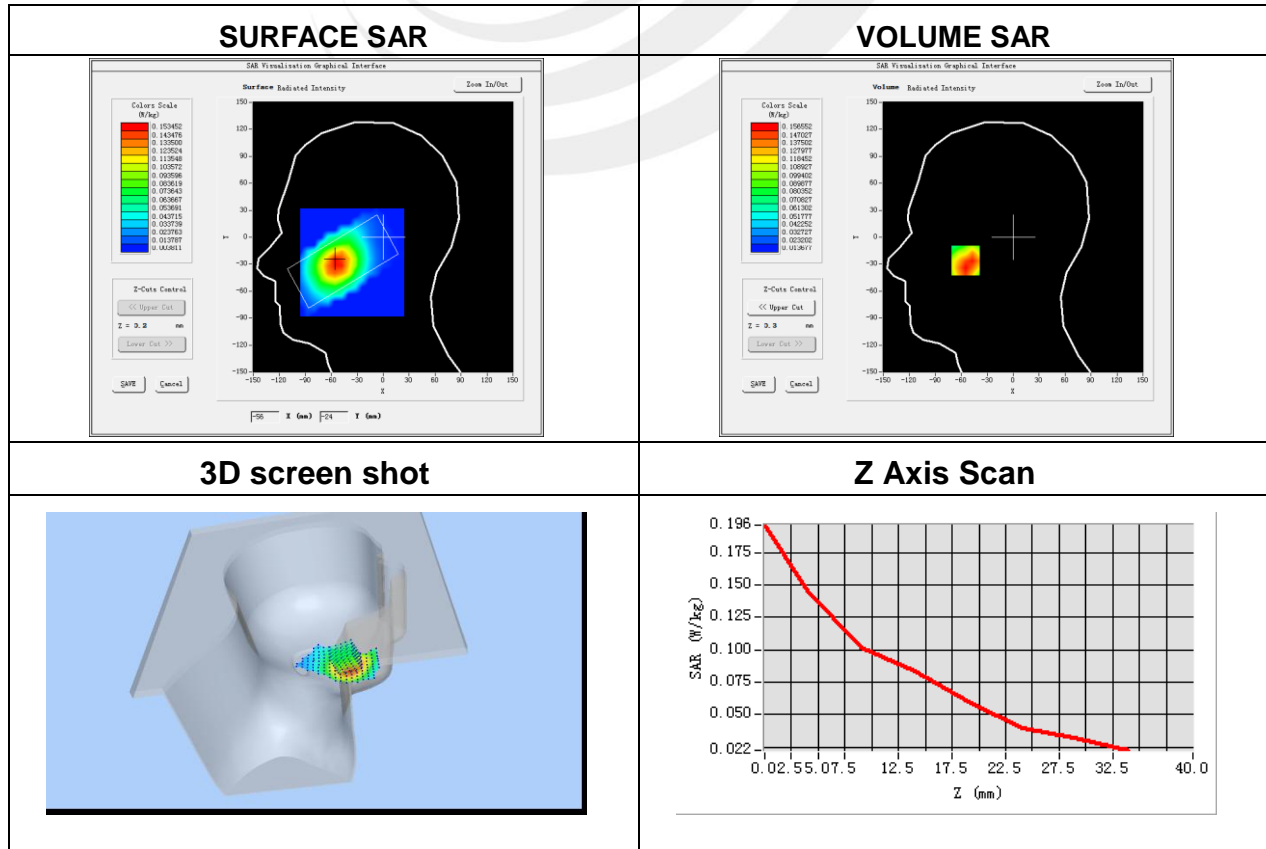 SURFACE SAR
SAR Visualisation Graphical Interface
Surface Radiated Intensity
Zoom In/Out
Colors Scale
(W/kg)
0.153452
0.143476
0.133500
0.123524
0.113548
0.103572
0.093596
0.083619
0.073643
0.063667
0.053691
0.043715
0.033739
0.023763
0.013787
0.003811
150
120
90
60
30
0
-30
-60
-90
-120
-150
Y
-150 -120 -90 -60 -30 0 30 60 90 120 150
X
Z-Cuts Control
<< Upper Cut
Z = 3.2 mm
Lower Cut >>
SAVE Cancel
-56 X (mm) -24 Y (mm)
VOLUME SAR
SAR Visualisation Graphical Interface
Volume Radiated Intensity
Zoom In/Out
Colors Scale
(W/kg)
0.156552
0.147027
0.137502
0.127977
0.118452
0.108927
0.099402
0.089877
0.080352
0.070827
0.061302
0.051777
0.042252
0.032727
0.023202
0.013677
150
120
90
60
30
0
-30
-60
-90
-120
-150
Y
-150 -120 -90 -60 -30 0 30 60 90 120 150
X
Z-Cuts Control
<< Upper Cut
Z = 3.3 mm
Lower Cut >>
SAVE Cancel
3D screen shot
Z Axis Scan
0.196
0.175
0.150
0.125
0.100
0.075
0.050
0.022
SAR (W/kg)
0.0 2.5 5.0 7.5 12.5 17.5 22.5 27.5 32.5 40.0
Z (mm)